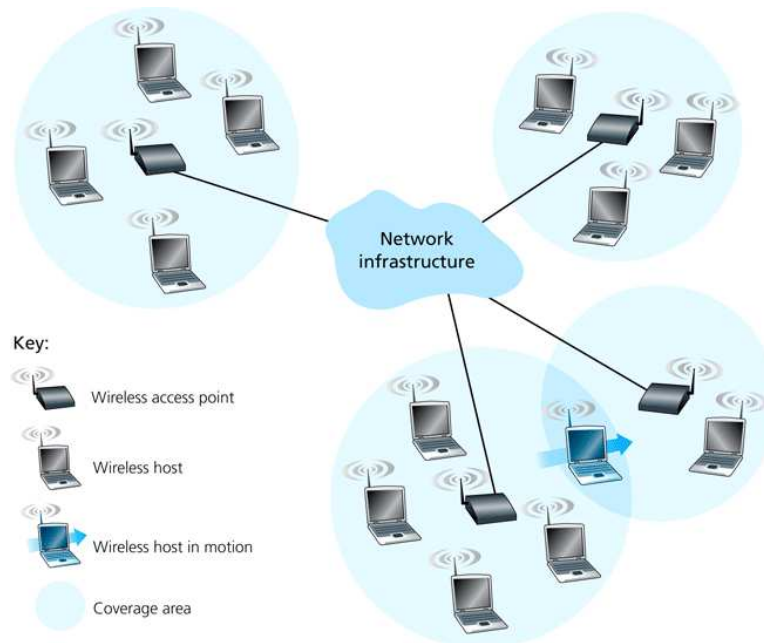 Network
infrastructure
Key:
Wireless access point
Wireless host
Wireless host in motion
Coverage area